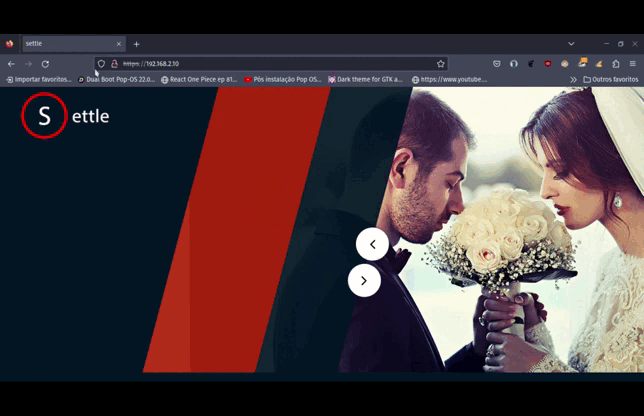 settle
https://192.168.2.10
Importar favoritos... Dual Boot Pop-OS 22.0... React One Piece ep 81... Pós instalação Pop OS... Dark theme for GTK a... https://www.youtube.... Outros favoritos
S ettle